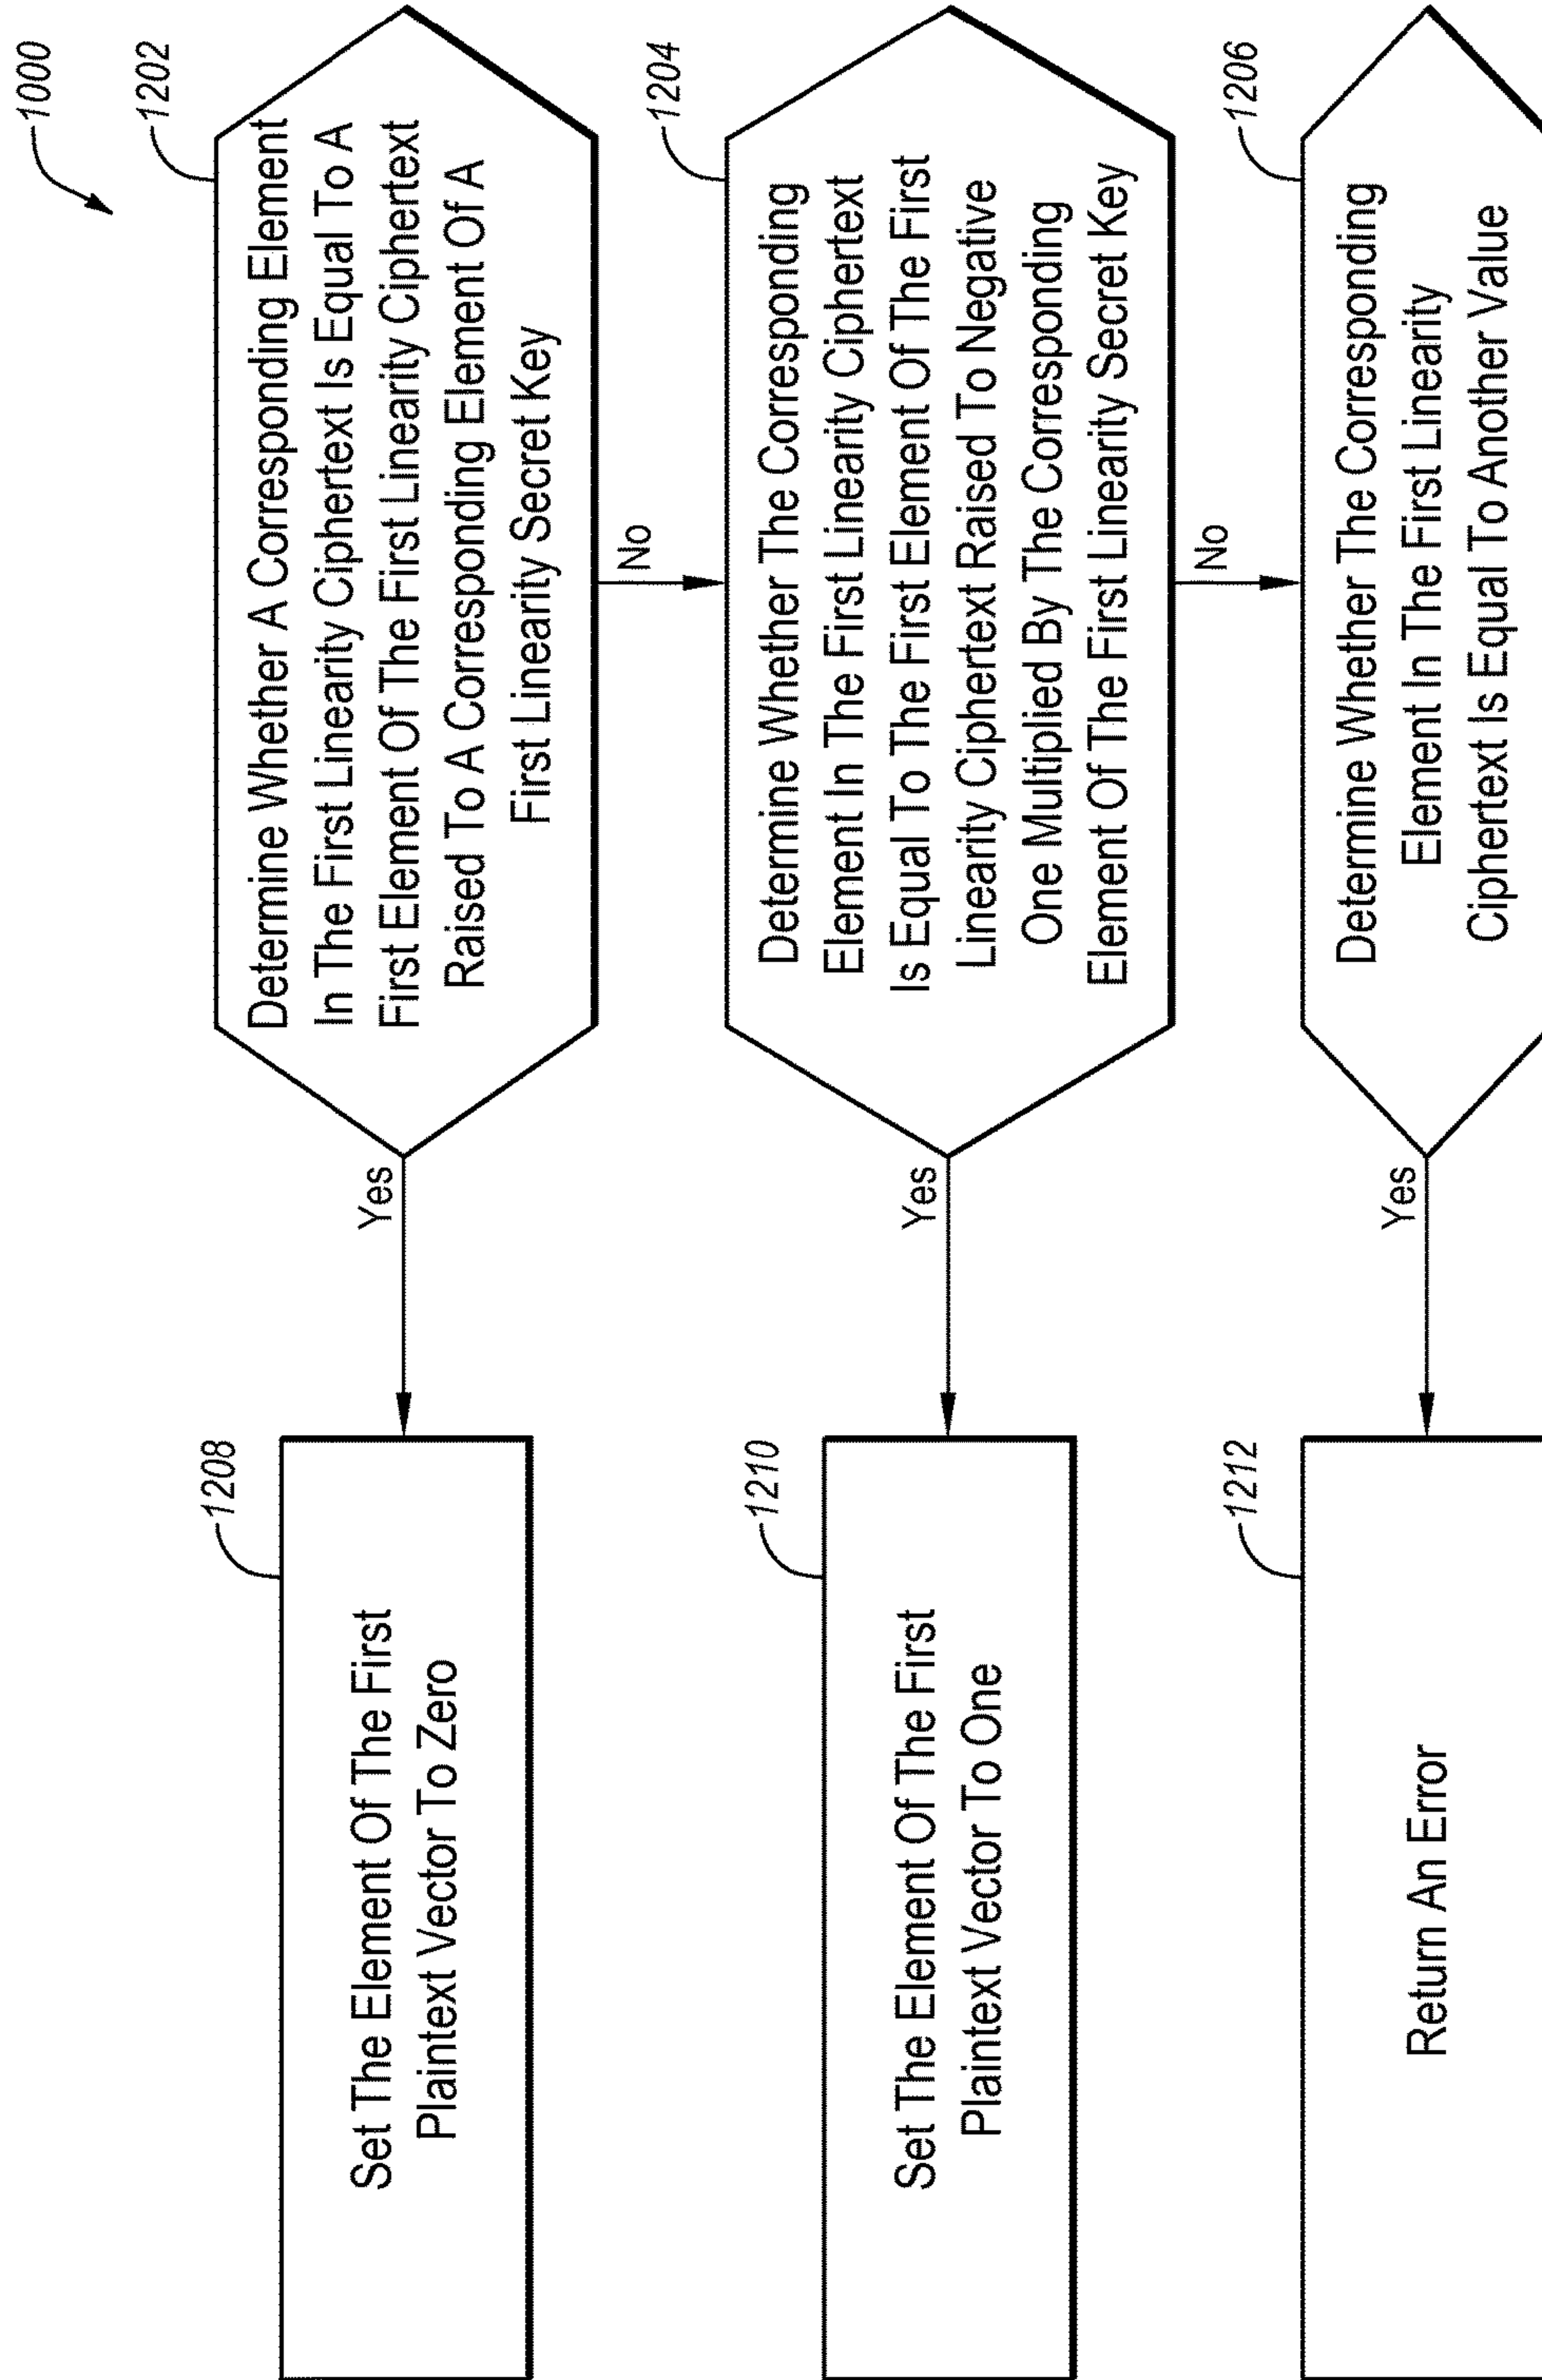 1000
1202
Determine Whether A Corresponding Element
In The First Linearity Ciphertext Is Equal To A
First Element Of The First Linearity Ciphertext
Raised To A Corresponding Element Of A
First Linearity Secret Key
Yes
No
1208
Set The Element Of The First
Plaintext Vector To Zero
1204
Determine Whether The Corresponding
Element In The First Linearity Ciphertext
Is Equal To The First Element Of The First
Linearity Ciphertext Raised To Negative
One Multiplied By The Corresponding
Element Of The First Linearity Secret Key
Yes
No
1210
Set The Element Of The First
Plaintext Vector To One
1206
Determine Whether The Corresponding
Element In The First Linearity
Ciphertext Is Equal To Another Value
Yes
1212
Return An Error